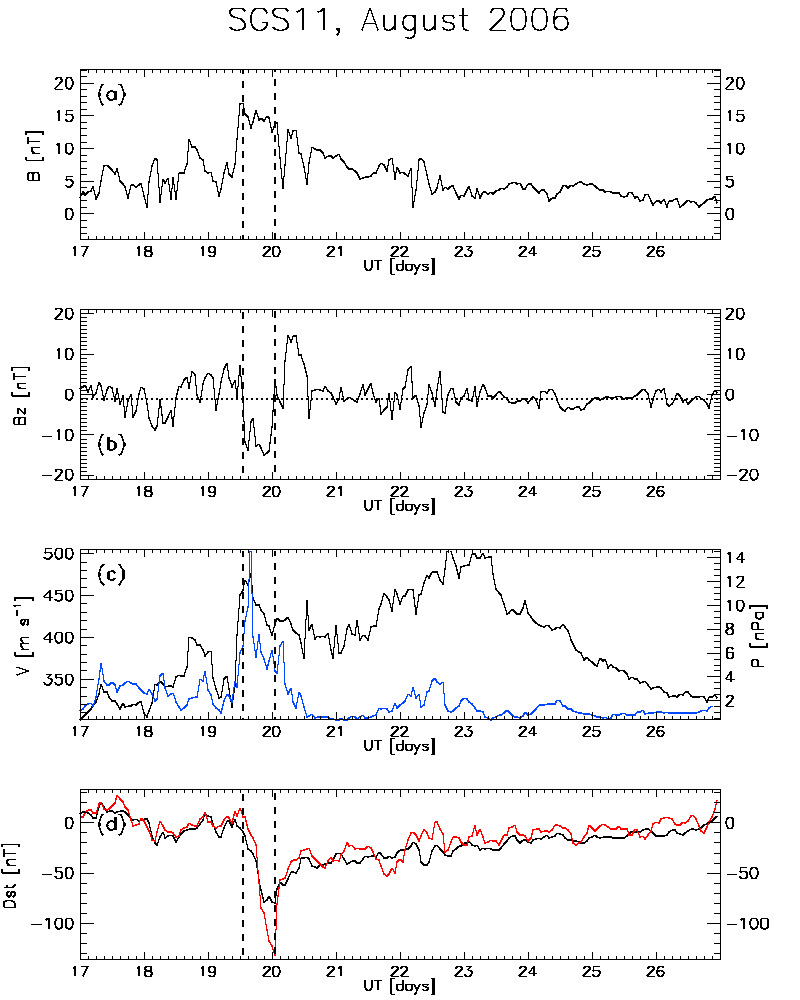 SGS11, August 2006
(a)
B [nT]
20 15 10 5 0
20 15 10 5 0
17 18 19 20 21 22 23 24 25 26
UT [days]
(b)
Bz [nT]
20 10 0 −10 −20
20 10 0 −10 −20
17 18 19 20 21 22 23 24 25 26
UT [days]
(c)
V [m s⁻¹]
500 450 400 350
14 12 10 8 6 4 2
P [nPa]
17 18 19 20 21 22 23 24 25 26
UT [days]
(d)
Dst [nT]
0 −50 −100
0 −50 −100
17 18 19 20 21 22 23 24 25 26
UT [days]